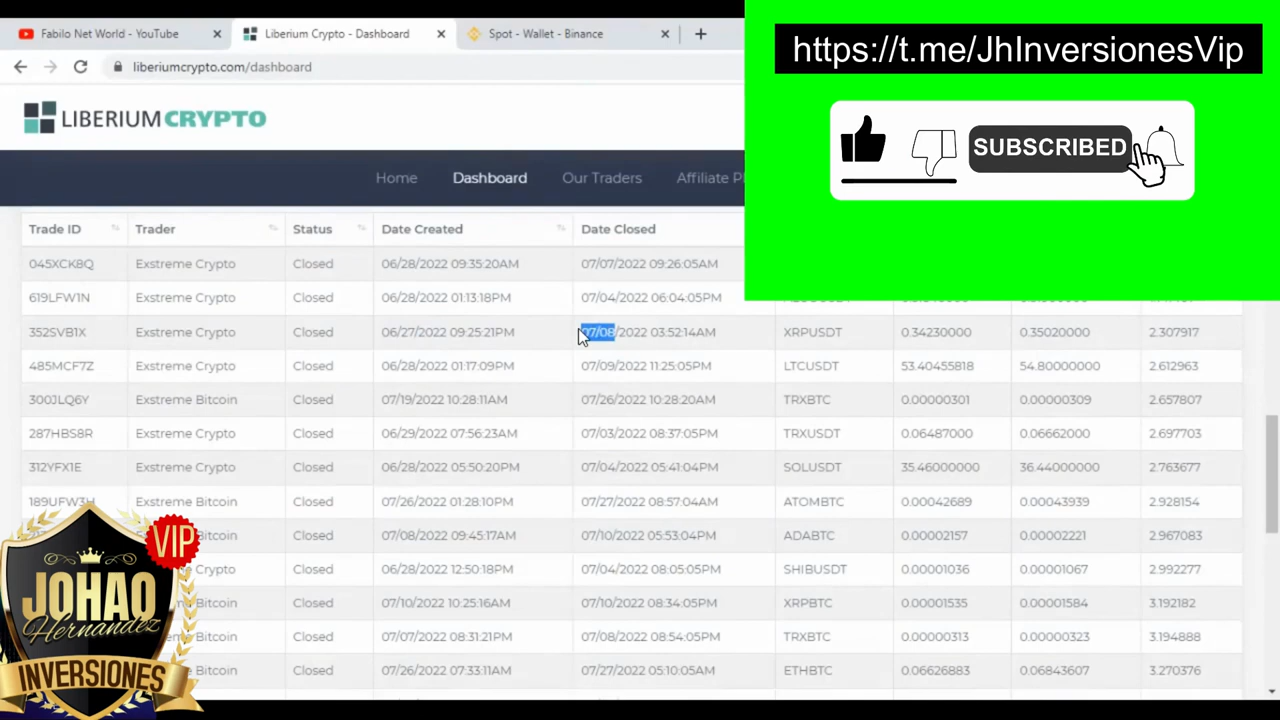 Fabilo Net World - YouTube
Liberium Crypto - Dashboard
Spot - Wallet - Binance
https://t.me/JhInversionesVip
liberiumcrypto.com/dashboard
LIBERIUM CRYPTO
SUBSCRIBED
Home Dashboard Our Traders Affiliate
Trade ID Trader Status Date Created Date Closed
045XCK8Q Exstreme Crypto Closed 06/28/2022 09:35:20AM 07/07/2022 09:26:05AM
619LFW1N Exstreme Crypto Closed 06/28/2022 01:13:18PM 07/04/2022 06:04:05PM
352SVB1X Exstreme Crypto Closed 06/27/2022 09:25:21PM 07/08/2022 03:52:14AM XRPUSDT 0.34230000 0.35020000 2.307917
485MCF7Z Exstreme Crypto Closed 06/28/2022 01:17:09PM 07/09/2022 11:25:05PM LTCUSDT 53.40455818 54.80000000 2.612963
300JLQ6Y Exstreme Bitcoin Closed 07/19/2022 10:28:11AM 07/26/2022 10:28:20AM TRXBTC 0.00000301 0.00000309 2.657807
287HBS8R Exstreme Crypto Closed 06/29/2022 07:56:23AM 07/03/2022 08:37:05PM TRXUSDT 0.06487000 0.06662000 2.697703
312YFX1E Exstreme Crypto Closed 06/28/2022 05:50:20PM 07/04/2022 05:41:04PM SOLUSDT 35.46000000 36.44000000 2.763677
189UFW3H Exstreme Bitcoin Closed 07/26/2022 01:28:10PM 07/27/2022 08:57:04AM ATOMBTC 0.00042689 0.00043939 2.928154
Bitcoin Closed 07/08/2022 09:45:17AM 07/10/2022 05:53:04PM ADABTC 0.00002157 0.00002221 2.967083
Crypto Closed 06/28/2022 12:50:18PM 07/04/2022 08:05:05PM SHIBUSDT 0.00001036 0.00001067 2.992277
Bitcoin Closed 07/10/2022 10:25:16AM 07/10/2022 08:34:05PM XRPBTC 0.00001535 0.00001584 3.192182
Bitcoin Closed 07/07/2022 08:31:21PM 07/08/2022 08:54:05PM TRXBTC 0.00000313 0.00000323 3.194888
Bitcoin Closed 07/26/2022 07:33:11AM 07/27/2022 05:10:05AM ETHBTC 0.06626883 0.06843607 3.270376
VIP
JOHAO
Hernandez
INVERSIONES